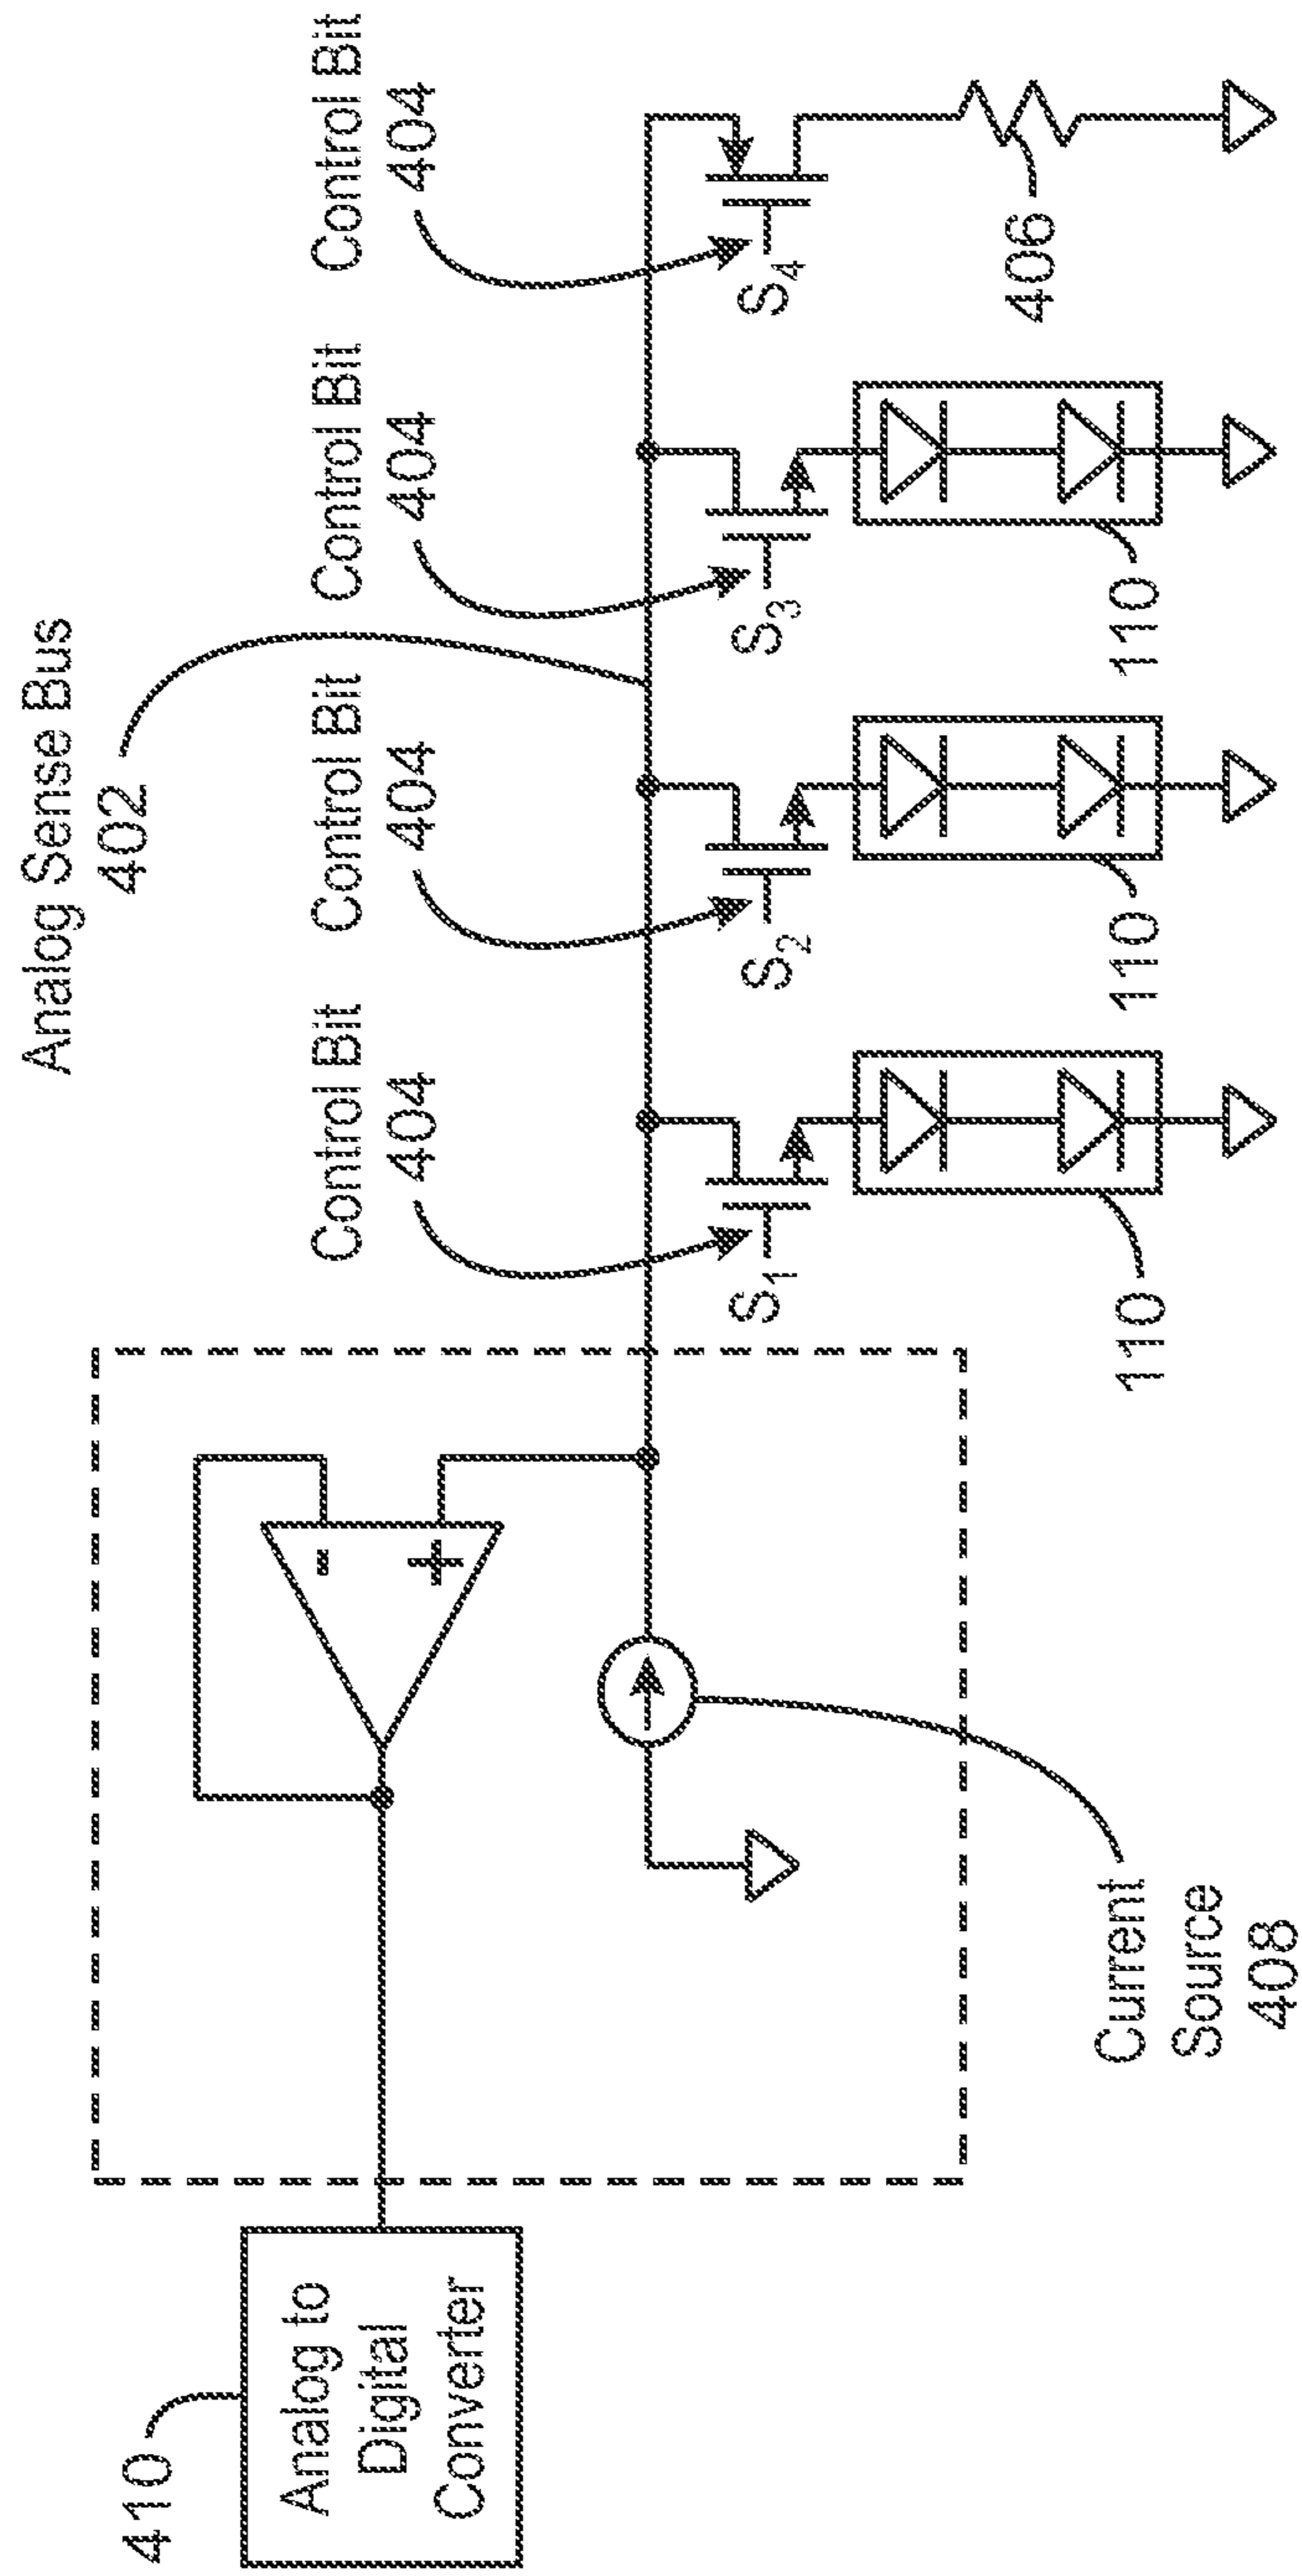 Analog Sense Bus
402
Control Bit
404
Control Bit
404
Control Bit
404
Control Bit
404
S1
S2
S3
S4
-
+
410
Analog to
Digital
Converter
Current
Source
408
110
110
110
406